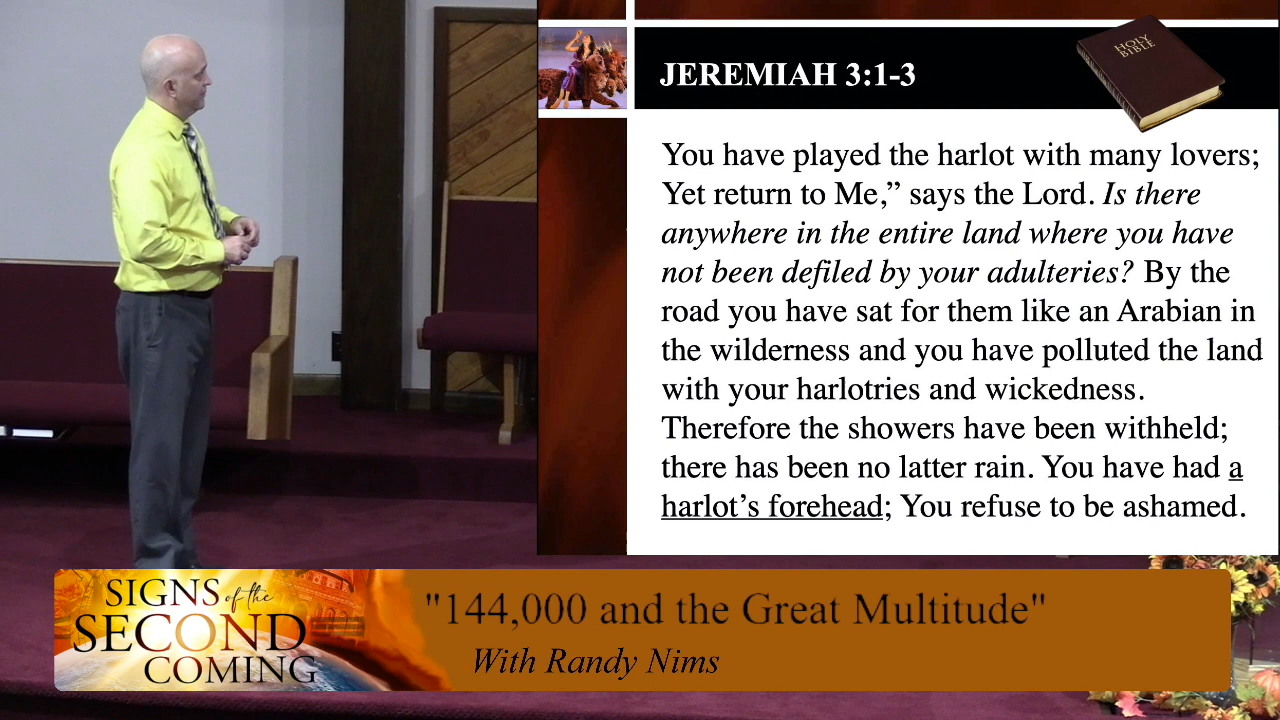 JEREMIAH 3:1-3
HOLY
BIBLE
You have played the harlot with many lovers;
Yet return to Me,” says the Lord. Is there
anywhere in the entire land where you have
not been defiled by your adulteries? By the
road you have sat for them like an Arabian in
the wilderness and you have polluted the land
with your harlotries and wickedness.
Therefore the showers have been withheld;
there has been no latter rain. You have had a
harlot’s forehead; You refuse to be ashamed.
SIGNS of the
SECOND
COMING
"144,000 and the Great Multitude"
With Randy Nims